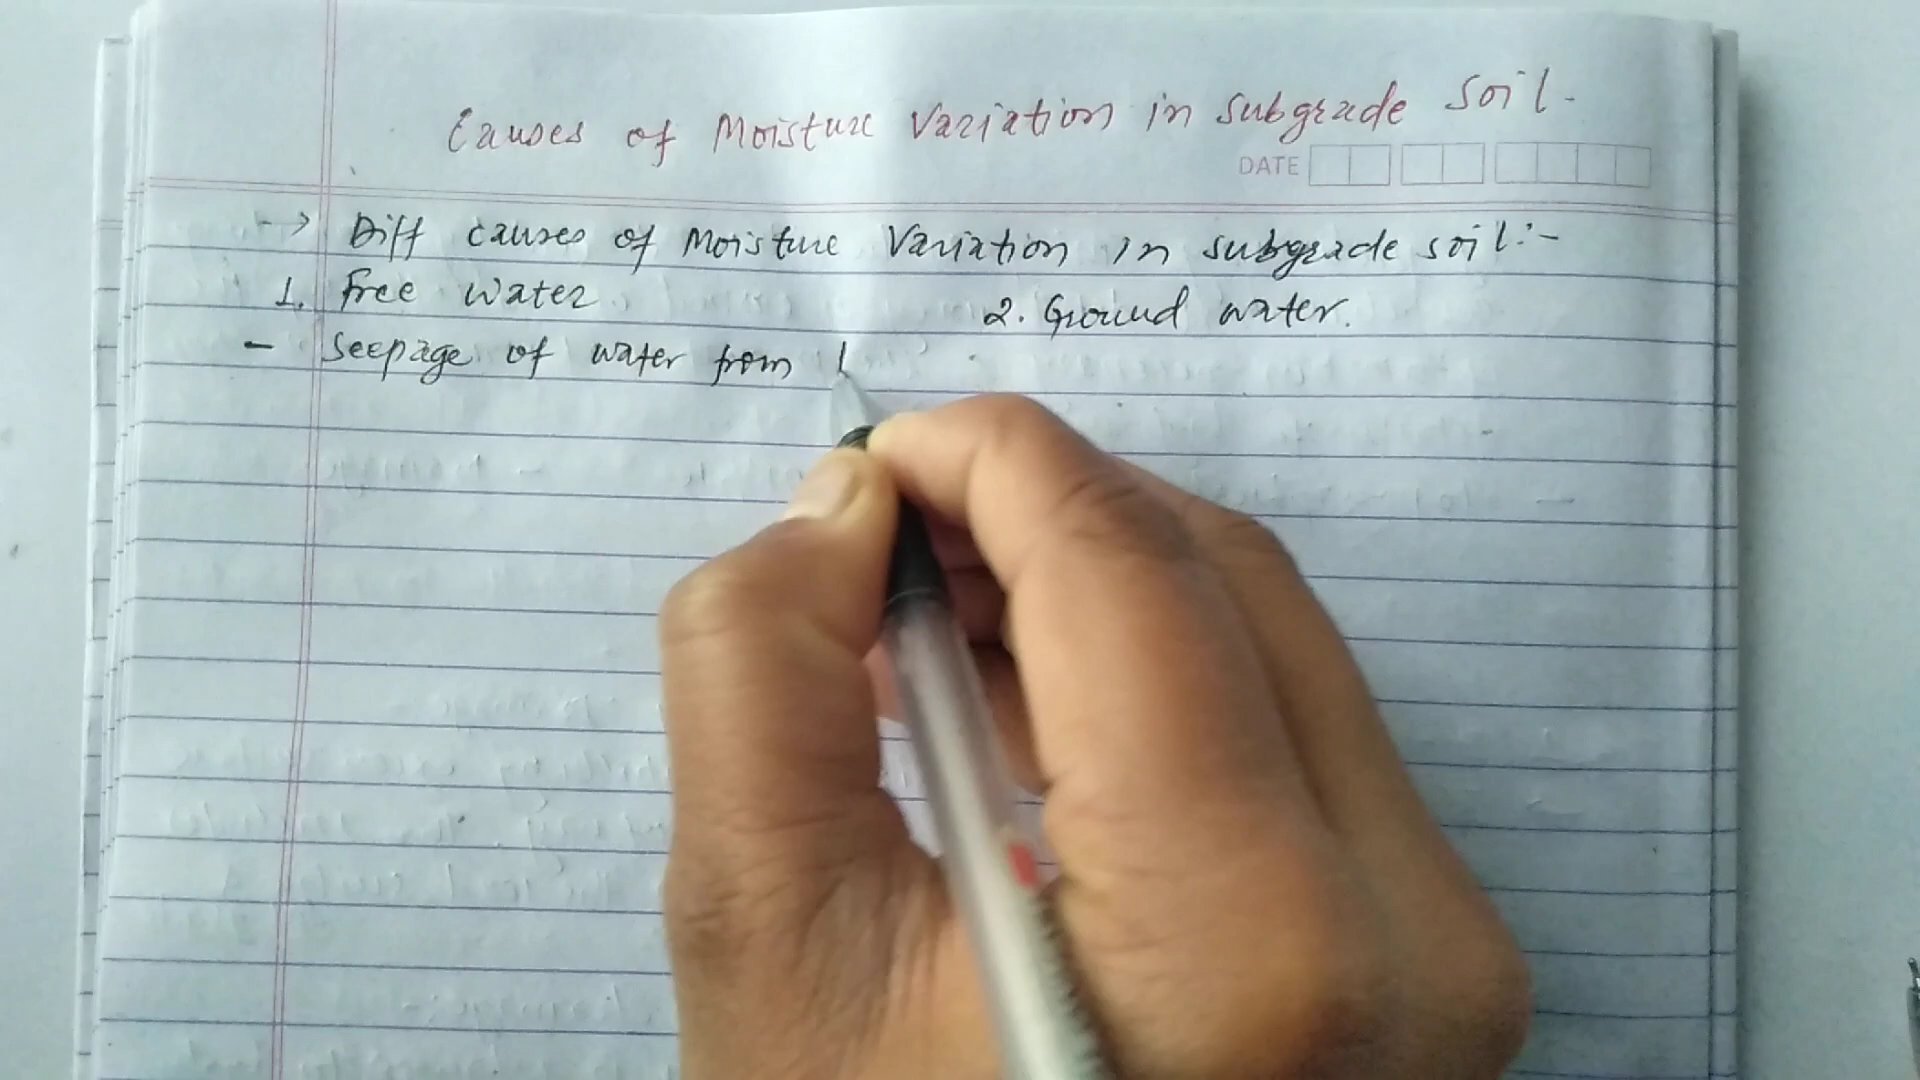 Causes of Moisture Variation in Subgrade Soil.
DATE
→ Diff causes of Moisture Variation in subgrade soil:-
1. Free Water 2. Ground water.
- Seepage of water from